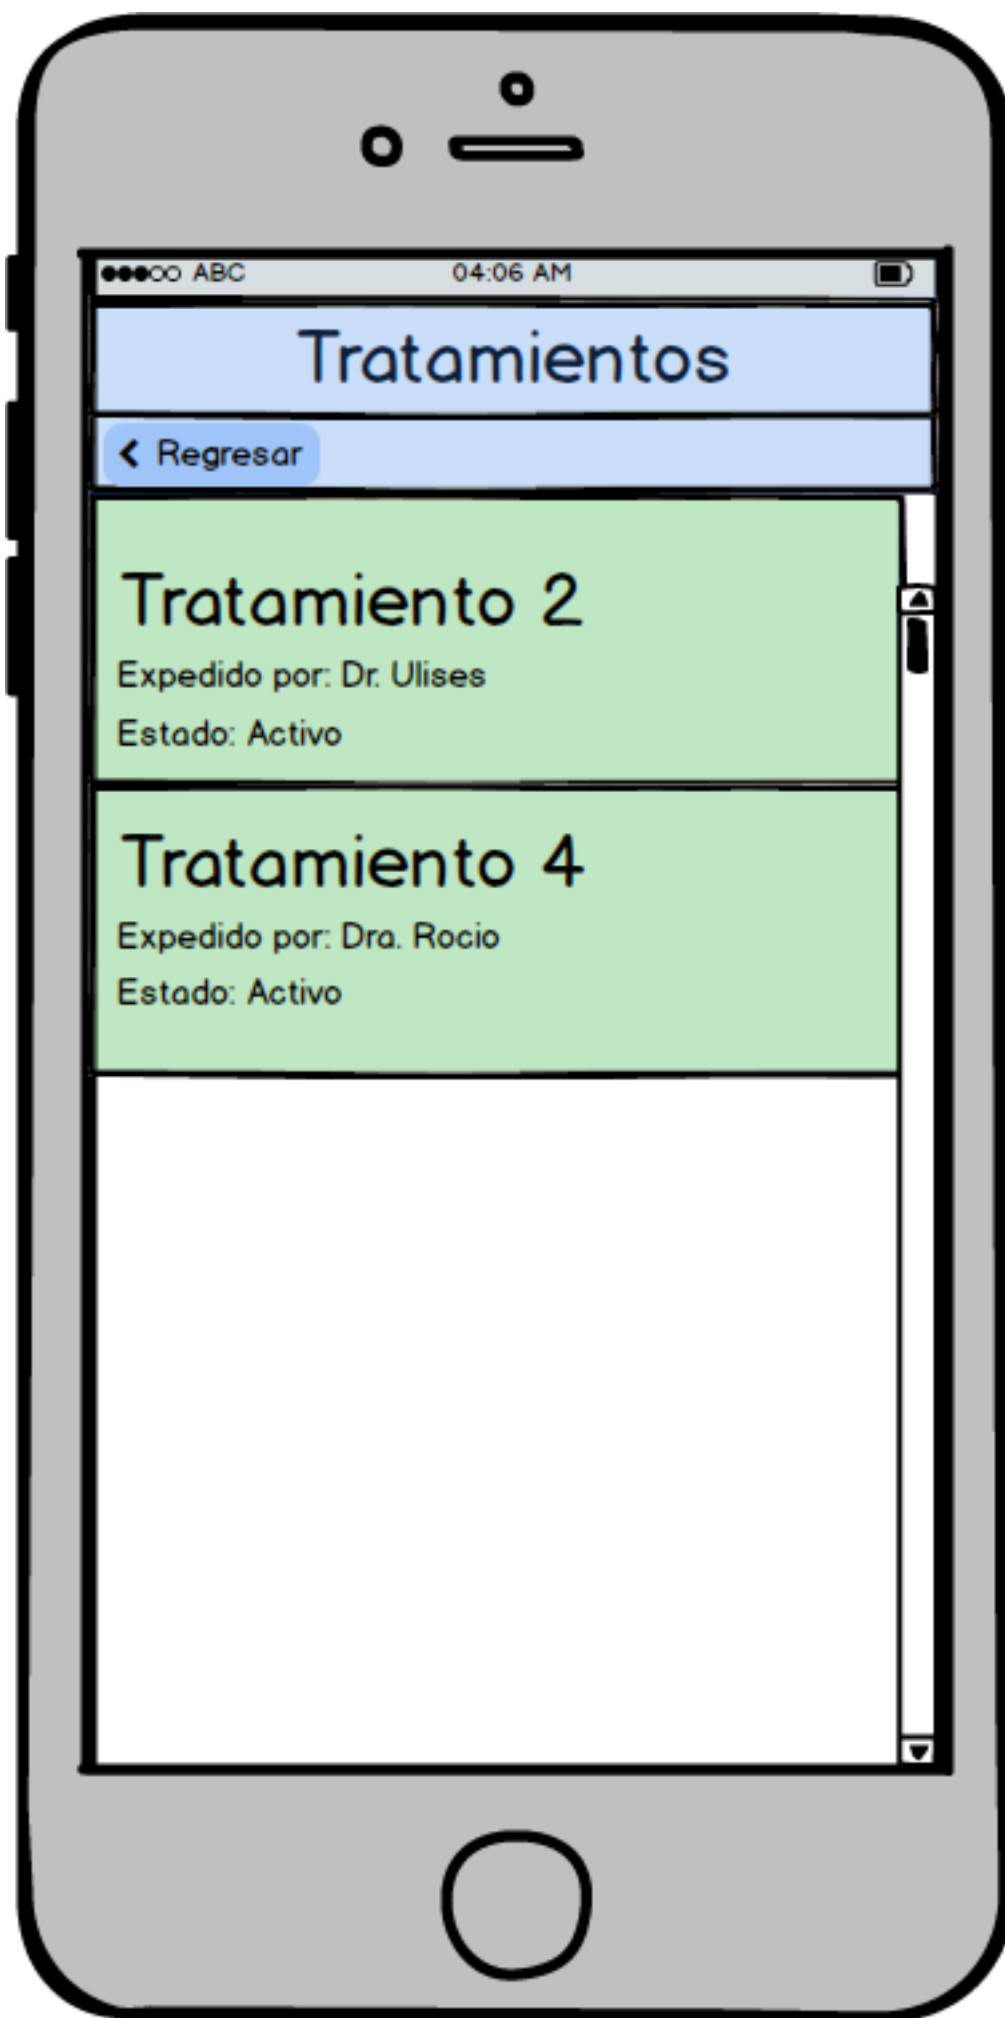 ABC 04:06 AM
Tratamientos
Regresar
Tratamiento 2
Expedido por: Dr. Ulises
Estado: Activo
Tratamiento 4
Expedido por: Dra. Rocio
Estado: Activo